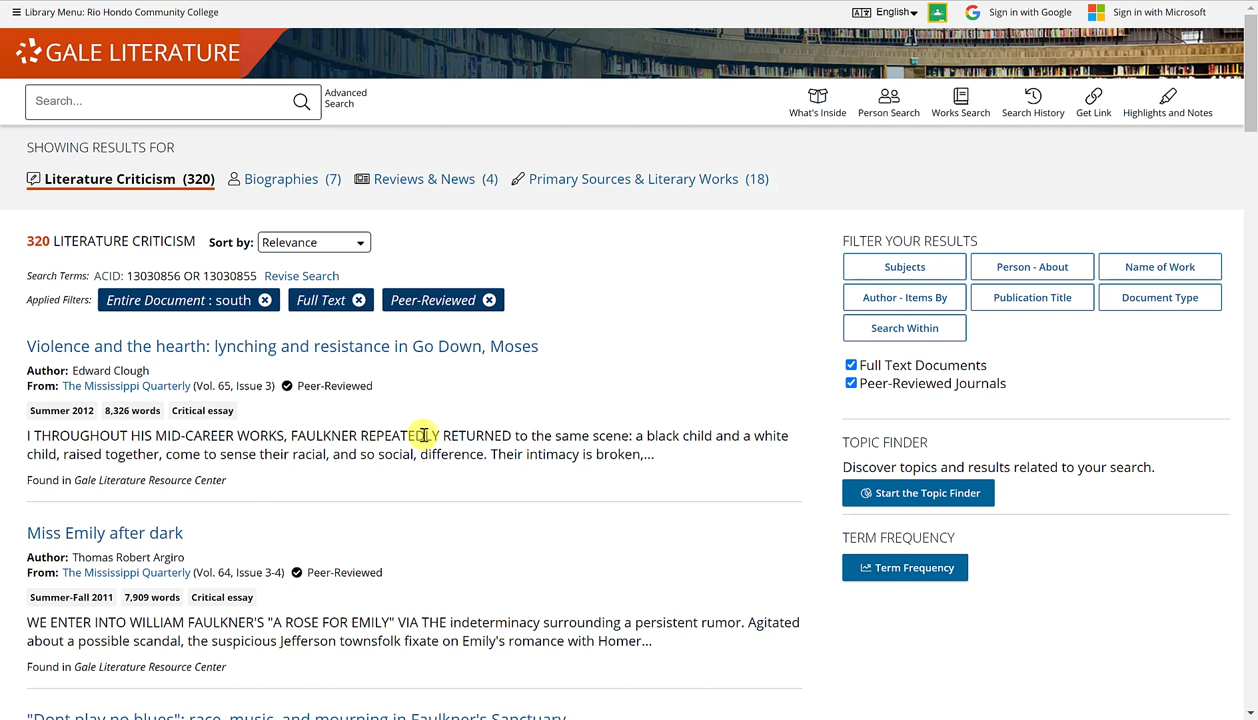 Library Menu: Rio Hondo Community College
English
Sign in with Google
Sign in with Microsoft
GALE LITERATURE
Search...
Advanced
Search
What's Inside
Person Search
Works Search
Search History
Get Link
Highlights and Notes
SHOWING RESULTS FOR
Literature Criticism (320)
Biographies (7)
Reviews & News (4)
Primary Sources & Literary Works (18)
320 LITERATURE CRITICISM
Sort by: Relevance
Search Terms: ACID: 13030856 OR 13030855 Revise Search
Applied Filters: Entire Document : south Full Text Peer-Reviewed
Violence and the hearth: lynching and resistance in Go Down, Moses
Author: Edward Clough
From: The Mississippi Quarterly (Vol. 65, Issue 3) Peer-Reviewed
Summer 2012 8,326 words Critical essay
I THROUGHOUT HIS MID-CAREER WORKS, FAULKNER REPEATEDLY RETURNED to the same scene: a black child and a white
child, raised together, come to sense their racial, and so social, difference. Their intimacy is broken,...
Found in Gale Literature Resource Center
Miss Emily after dark
Author: Thomas Robert Argiro
From: The Mississippi Quarterly (Vol. 64, Issue 3-4) Peer-Reviewed
Summer-Fall 2011 7,909 words Critical essay
WE ENTER INTO WILLIAM FAULKNER'S "A ROSE FOR EMILY" VIA THE indeterminacy surrounding a persistent rumor. Agitated
about a possible scandal, the suspicious Jefferson townsfolk fixate on Emily's romance with Homer...
Found in Gale Literature Resource Center
"Dont play no blues": race, music, and mourning in Faulkner's Sanctuary
FILTER YOUR RESULTS
Subjects
Person - About
Name of Work
Author - Items By
Publication Title
Document Type
Search Within
Full Text Documents
Peer-Reviewed Journals
TOPIC FINDER
Discover topics and results related to your search.
Start the Topic Finder
TERM FREQUENCY
Term Frequency